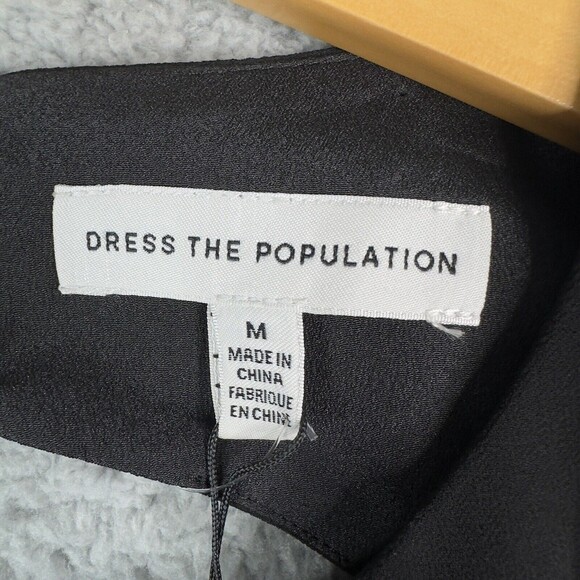 DRESS THE POPULATION
M
MADE IN
CHINA
FABRIQUE
EN CHINE